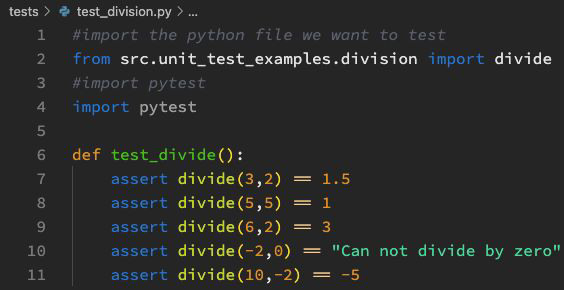 tests > test_division.py > ...
1 #import the python file we want to test
2 from src.unit_test_examples.division import divide
3 #import pytest
4 import pytest
5
6 def test_divide():
7 assert divide(3,2) == 1.5
8 assert divide(5,5) == 1
9 assert divide(6,2) == 3
10 assert divide(-2,0) == "Can not divide by zero"
11 assert divide(10,-2) == -5